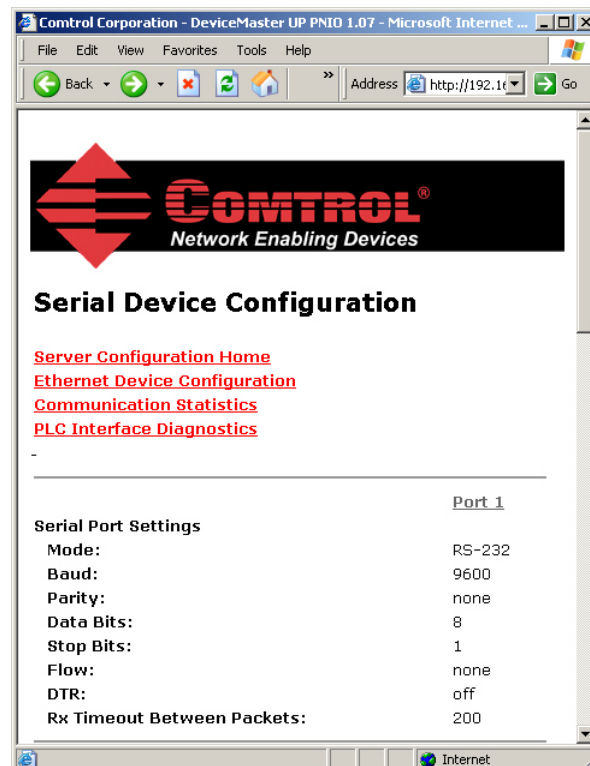 Comtrol Corporation - DeviceMaster UP PNIO 1.07 - Microsoft Internet ...
File Edit View Favorites Tools Help
Back » Address http://192.16 Go
COMTROL®
Network Enabling Devices
Serial Device Configuration
Server Configuration Home
Ethernet Device Configuration
Communication Statistics
PLC Interface Diagnostics
-
Port 1
Serial Port Settings
Mode: RS-232
Baud: 9600
Parity: none
Data Bits: 8
Stop Bits: 1
Flow: none
DTR: off
Rx Timeout Between Packets: 200
Internet